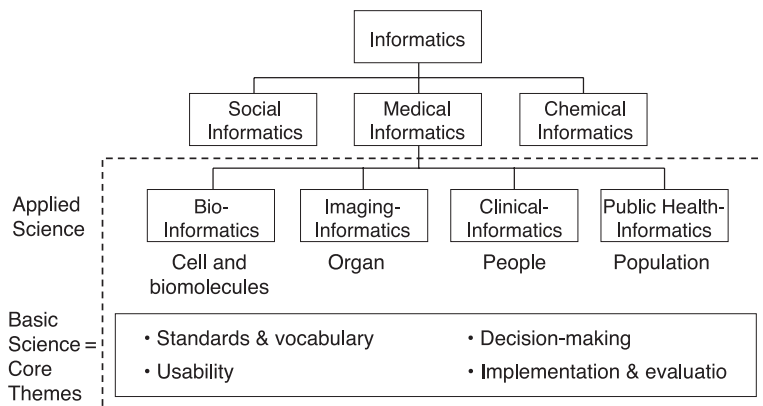 Informatics
Social
Informatics
Medical
Informatics
Chemical
Informatics
Applied
Science
Bio-
Informatics
Imaging-
Informatics
Clinical-
Informatics
Public Health-
Informatics
Cell and
biomolecules
Organ
People
Population
Basic
Science =
Core
Themes
• Standards & vocabulary
• Usability
• Decision-making
• Implementation & evaluatio